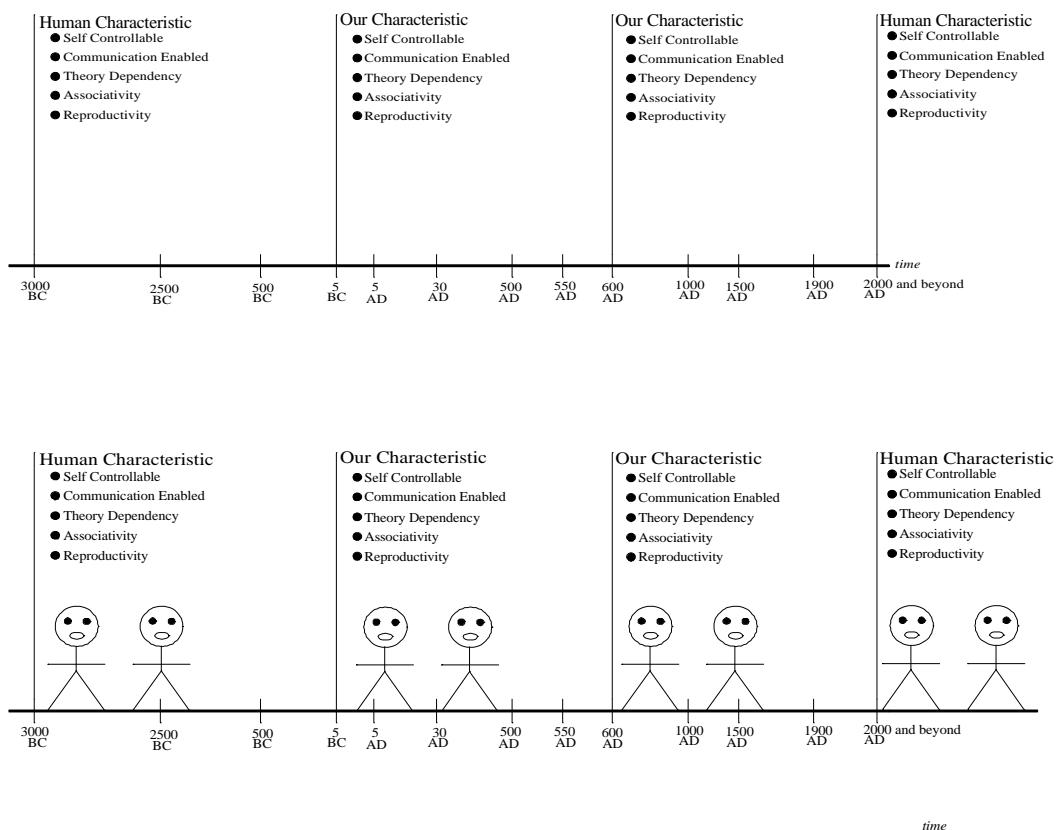 Human Characteristic
Self Controllable
Communication Enabled
Theory Dependency
Associativity
Reproductivity
Our Characteristic
Self Controllable
Communication Enabled
Theory Dependency
Associativity
Reproductivity
Our Characteristic
Self Controllable
Communication Enabled
Theory Dependency
Associativity
Reproductivity
Human Characteristic
Self Controllable
Communication Enabled
Theory Dependency
Associativity
Reproductivity
time
3000 2500 500 5 5 30 500 550 600 1000 1500 1900 2000 and beyond
BC BC BC BC AD AD AD AD AD AD AD AD AD
Human Characteristic
Self Controllable
Communication Enabled
Theory Dependency
Associativity
Reproductivity
Our Characteristic
Self Controllable
Communication Enabled
Theory Dependency
Associativity
Reproductivity
Our Characteristic
Self Controllable
Communication Enabled
Theory Dependency
Associativity
Reproductivity
Human Characteristic
Self Controllable
Communication Enabled
Theory Dependency
Associativity
Reproductivity
3000 2500 500 5 5 30 500 550 600 1000 1500 1900 2000 and beyond
BC BC BC BC AD AD AD AD AD AD AD AD AD
time